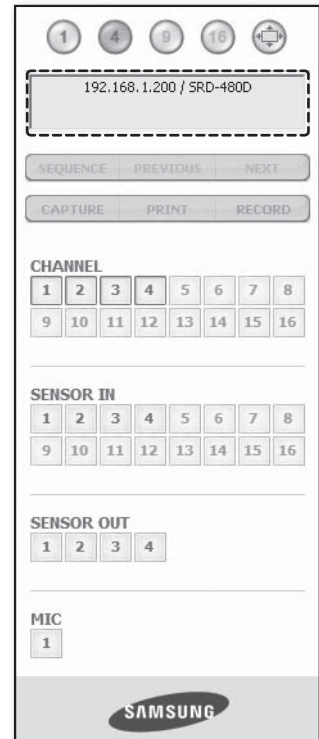 1 4 9 16
192.168.1.200 / SRD-480D
SEQUENCE PREVIOUS NEXT
CAPTURE PRINT RECORD
CHANNEL
1 2 3 4 5 6 7 8
9 10 11 12 13 14 15 16
SENSOR IN
1 2 3 4 5 6 7 8
9 10 11 12 13 14 15 16
SENSOR OUT
1 2 3 4
MIC
1
SAMSUNG